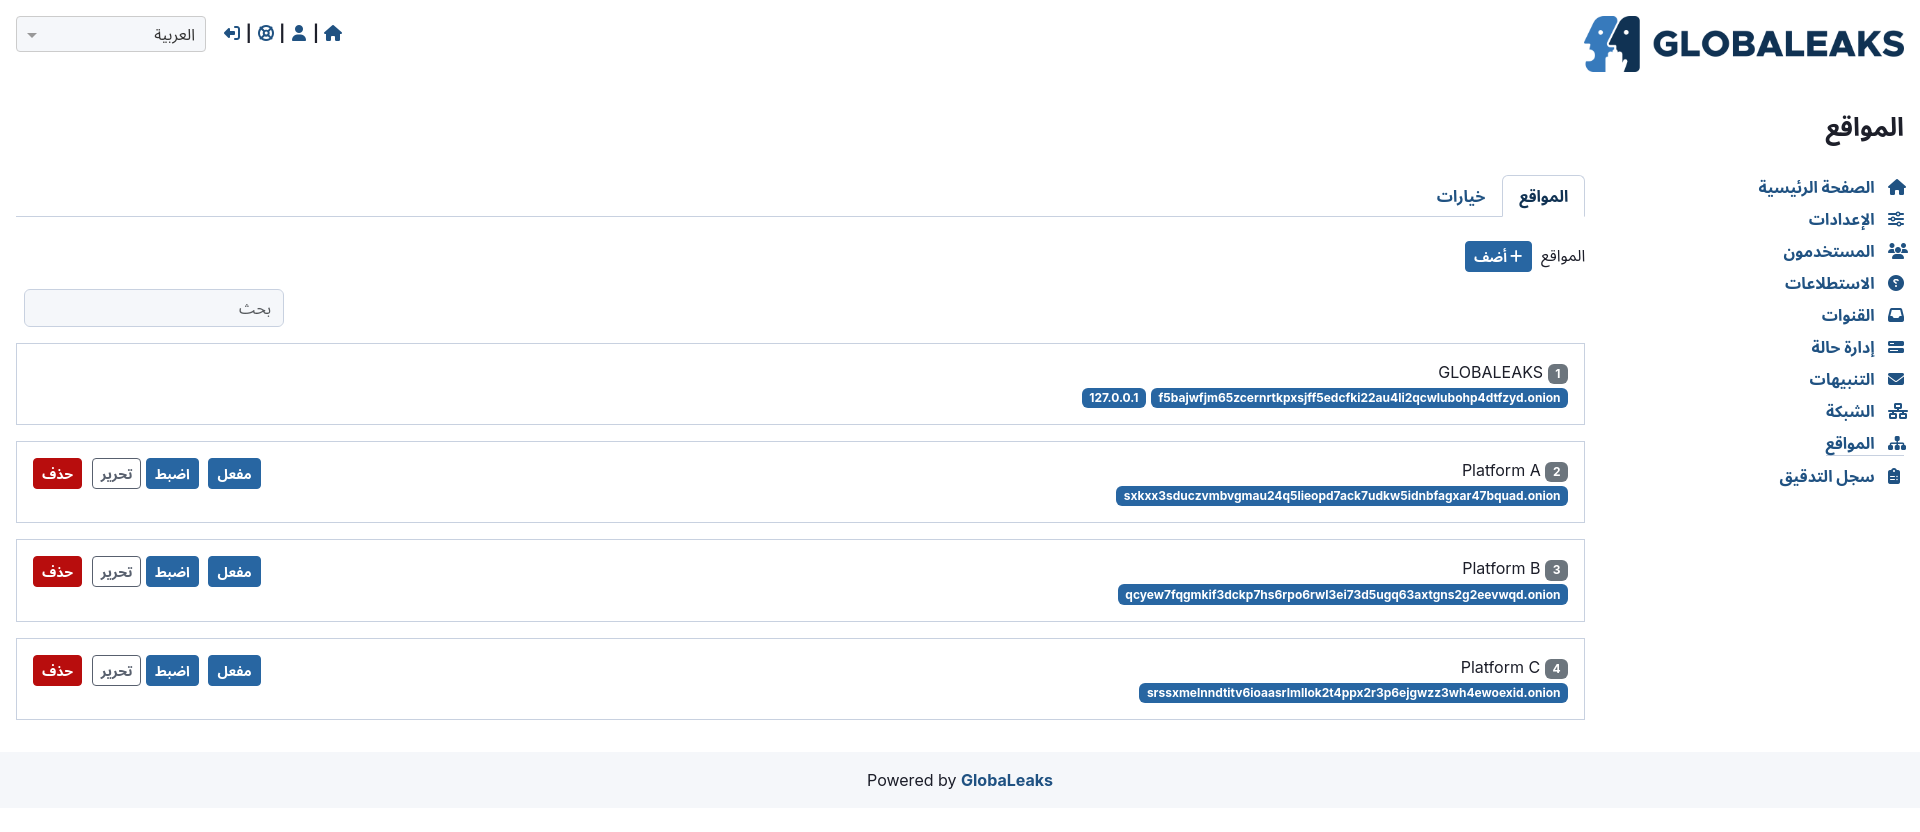 GLOBALEAKS
العربية
المواقع
الصفحة الرئيسية
الإعدادات
المستخدمون
الاستطلاعات
القنوات
إدارة حالة
التنبيهات
الشبكة
المواقع
سجل التدقيق
المواقع خيارات
المواقع + أضف
بحث
1 GLOBALEAKS
f5bajwfjm65zcernrtkpxsjff5edcfki22au4li2qcwlubohp4dtfzyd.onion 127.0.0.1
2 Platform A
مفعل اضبط تحرير حذف
sxkxx3sduczvmbvgmau24q5lieopd7ack7udkw5idnbfagxar47bquad.onion
3 Platform B
مفعل اضبط تحرير حذف
qcyew7fqgmkif3dckp7hs6rpo6rwl3ei73d5ugq63axtgns2g2eevwqd.onion
4 Platform C
مفعل اضبط تحرير حذف
srssxmelnndtitv6ioaasrlmllok2t4ppx2r3p6ejgwzz3wh4ewoexid.onion
Powered by GlobaLeaks